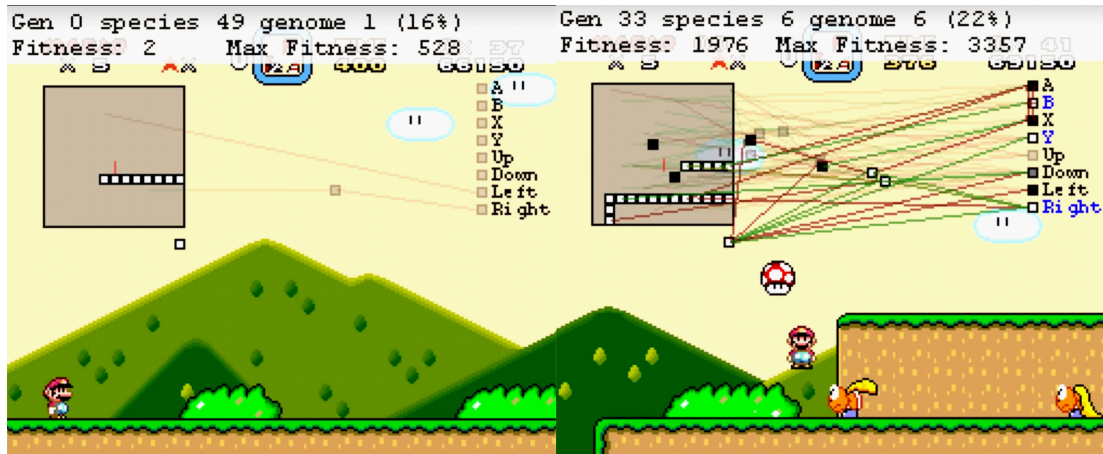 Gen 0 species 49 genome 1 (16%)
Fitness: 2 Max Fitness: 528
A
B
X
Y
Up
Down
Left
Right
Gen 33 species 6 genome 6 (22%)
Fitness: 1976 Max Fitness: 3357
A
B
X
Y
Up
Down
Left
Right